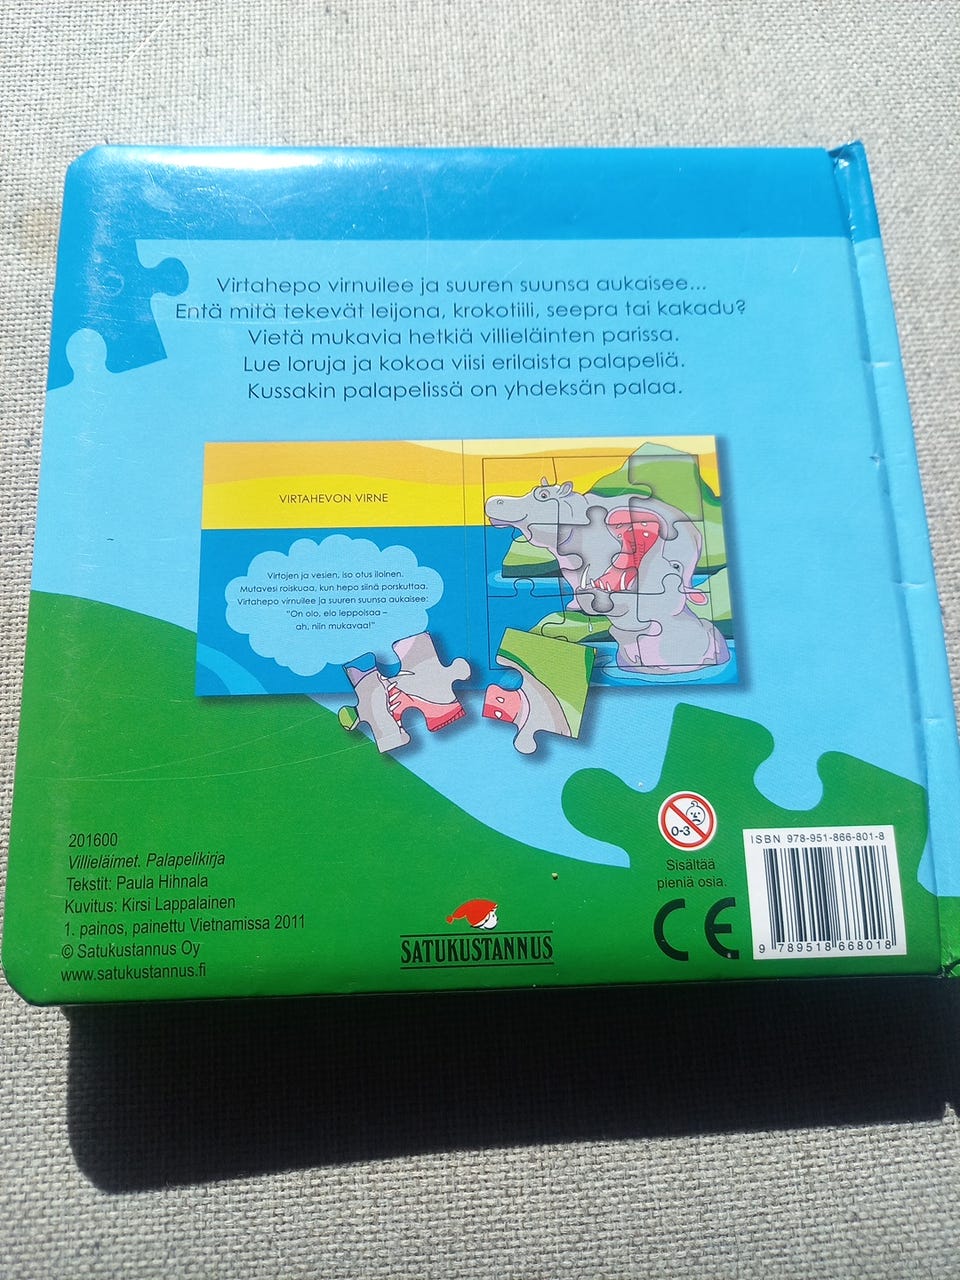 Virtahepo virnuilee ja suuren suunsa aukaisee...
Entä mitä tekevät leijona, krokotiili, seepra tai kakadu?
Vietä mukavia hetkiä villieläinten parissa.
Lue loruja ja kokoa viisi erilaista palapeliä.
Kussakin palapelissä on yhdeksän palaa.
VIRTAHEVON VIRNE
Virtojen ja vesien, iso otus iloinen.
Mutavesi roiskuaa, kun hepo siinä porskuttaa.
Virtahepo virnuilee ja suuren suunsa aukaisee:
"On olo, elo leppoisaa –
ah, niin mukavaa!"
201600
Villieläimet. Palapelikirja
Tekstit: Paula Hihnala
Kuvitus: Kirsi Lappalainen
1. painos, painettu Vietnamissa 2011
© Satukustannus Oy
www.satukustannus.fi
SATUKUSTANNUS
0-3
Sisältää
pieniä osia.
CE
ISBN 978-951-866-801-8
9 789518 668018